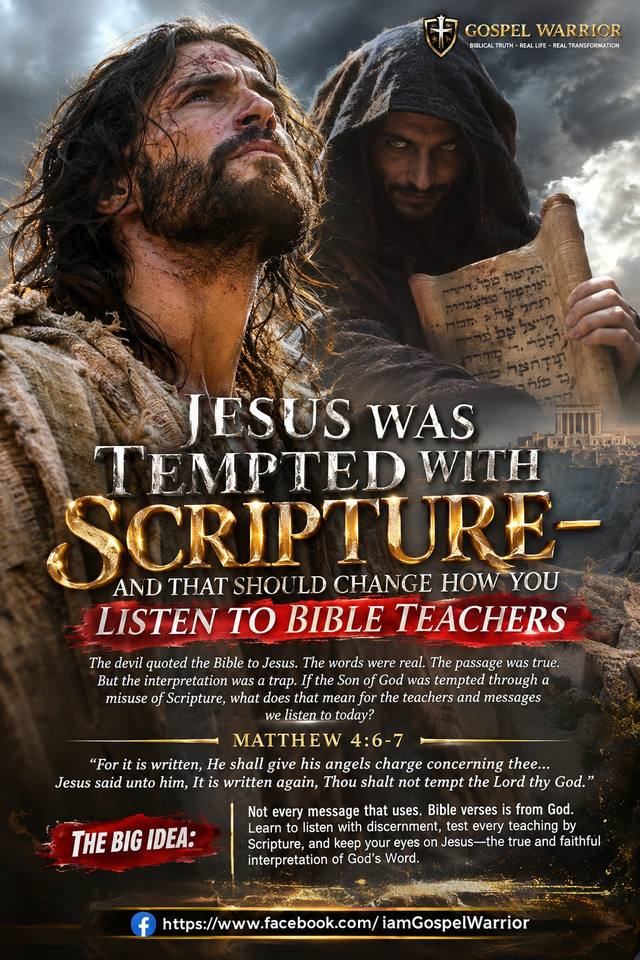 GOSPEL WARRIOR
BIBLICAL TRUTH • REAL LIFE • REAL TRANSFORMATION
JESUS WAS
TEMPTED WITH
SCRIPTURE–
AND THAT SHOULD CHANGE HOW YOU
LISTEN TO BIBLE TEACHERS
The devil quoted the Bible to Jesus. The words were real. The passage was true.
But the interpretation was a trap. If the Son of God was tempted through a
misuse of Scripture, what does that mean for the teachers and messages
we listen to today?
MATTHEW 4:6-7
“For it is written, He shall give his angels charge concerning thee...
Jesus said unto him, It is written again, Thou shalt not tempt the Lord thy God.”
THE BIG IDEA:
Not every message that uses. Bible verses is from God.
Learn to listen with discernment, test every teaching by
Scripture, and keep your eyes on Jesus—the true and faithful
interpretation of God's Word.
https://www.facebook.com/ iamGospelWarrior